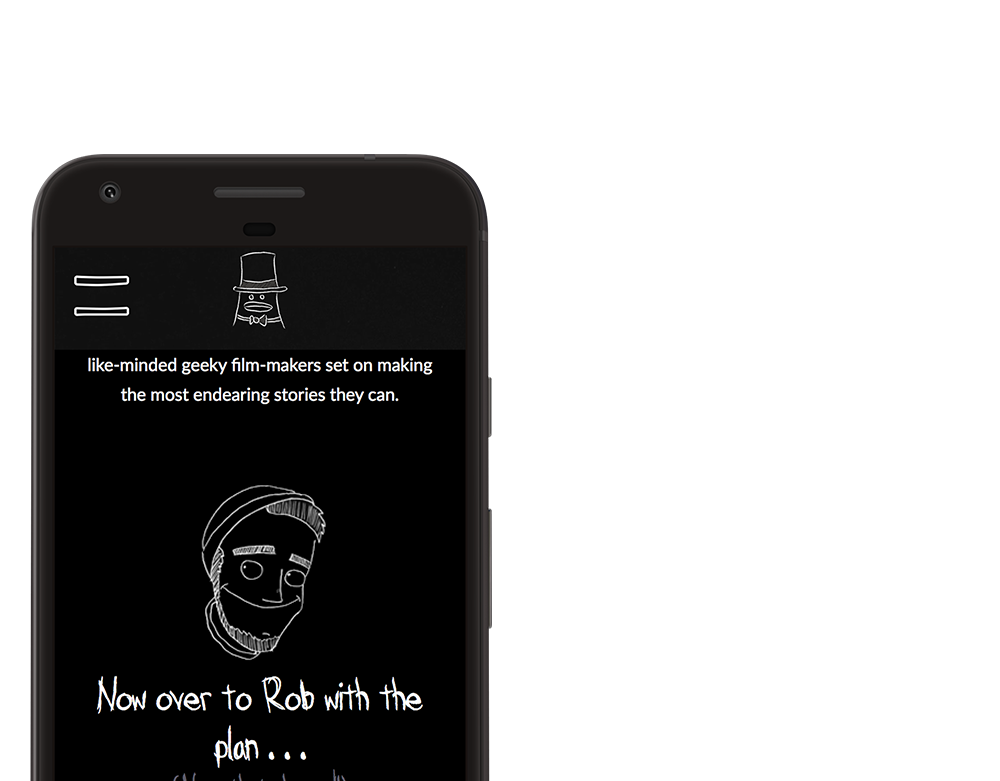 like-minded geeky film-makers set on making
the most endearing stories they can.
Now over to Rob with the
plan . . .